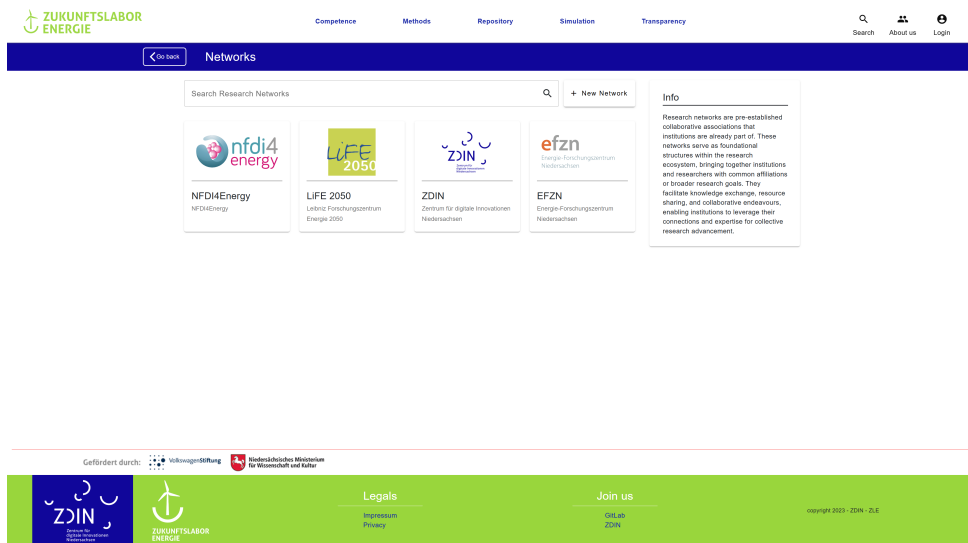 ZUKUNFTSLABOR
ENERGIE
Competence
Methods
Repository
Simulation
Transparency
Search
About us
Login
Go back
Networks
Search Research Networks
+ New Network
nfdi4
energy
NFDI4Energy
NFDI4Energy
LiFE
2050
LiFE 2050
Leibniz Forschungszentrum
Energie 2050
ZDIN
Zentrum für
digitale Innovationen
Niedersachsen
ZDIN
Zentrum für digitale Innovationen
Niedersachsen
efzn
Energie-Forschungszentrum
Niedersachsen
EFZN
Energie-Forschungszentrum
Niedersachsen
Info
Research networks are pre-established
collaborative associations that
institutions are already part of. These
networks serve as foundational
structures within the research
ecosystem, bringing together institutions
and researchers with common affiliations
or broader research goals. They
facilitate knowledge exchange, resource
sharing, and collaborative endeavours,
enabling institutions to leverage their
connections and expertise for collective
research advancement.
Gefördert durch:
VolkswagenStiftung
Niedersächsisches Ministerium
für Wissenschaft und Kultur
ZDIN
Zentrum für
digitale Innovationen
Niedersachsen
ZUKUNFTSLABOR
ENERGIE
Legals
Impressum
Privacy
Join us
GitLab
ZDIN
copyright 2023 - ZDIN - ZLE